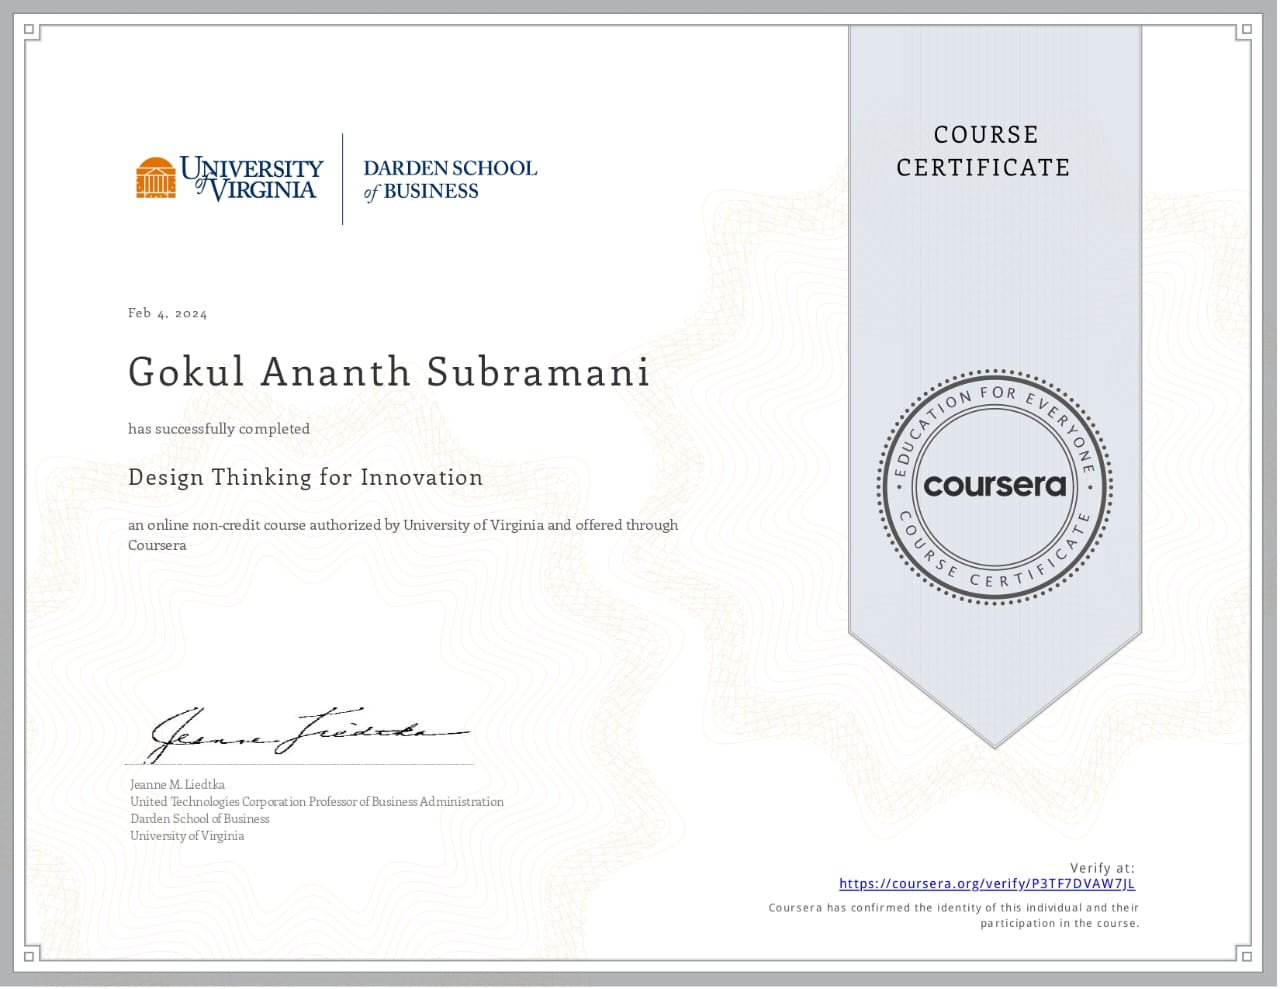 COURSE
CERTIFICATE
UNIVERSITY
of VIRGINIA
DARDEN SCHOOL
of BUSINESS
Feb 4, 2024
Gokul Ananth Subramani
has successfully completed
Design Thinking for Innovation
an online non-credit course authorized by University of Virginia and offered through
Coursera
EDUCATION FOR EVERYONE
coursera
COURSE CERTIFICATE
Jeanne Liedtka
Jeanne M. Liedtka
United Technologies Corporation Professor of Business Administration
Darden School of Business
University of Virginia
Verify at:
https://coursera.org/verify/P3TF7DVAW7JL
Coursera has confirmed the identity of this individual and their
participation in the course.